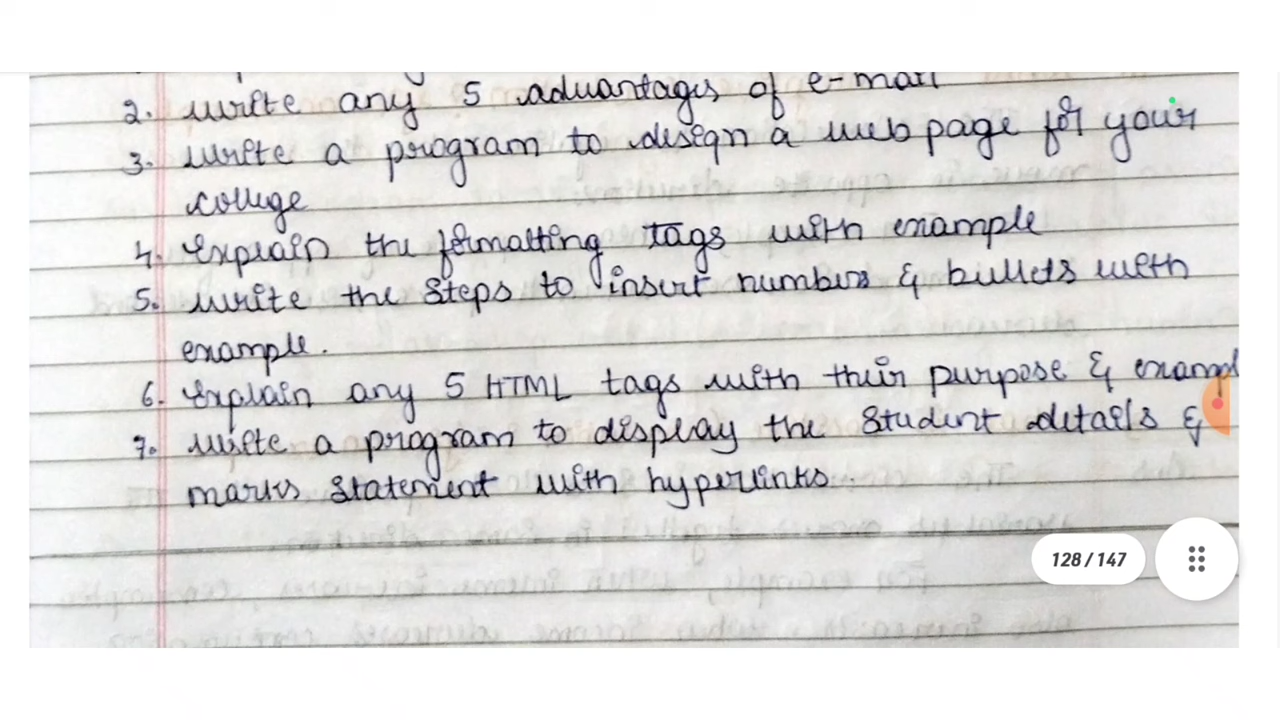 2. Write any 5 advantages of e-mail
3. Write a program to design a web page for your
college
4. Explain the formatting tags with example
5. Write the steps to insert numbers & bullets with
example.
6. Explain any 5 HTML tags with their purpose & exampl
7. Write a program to display the student details &
marks statement with hyperlinks.
128 / 147